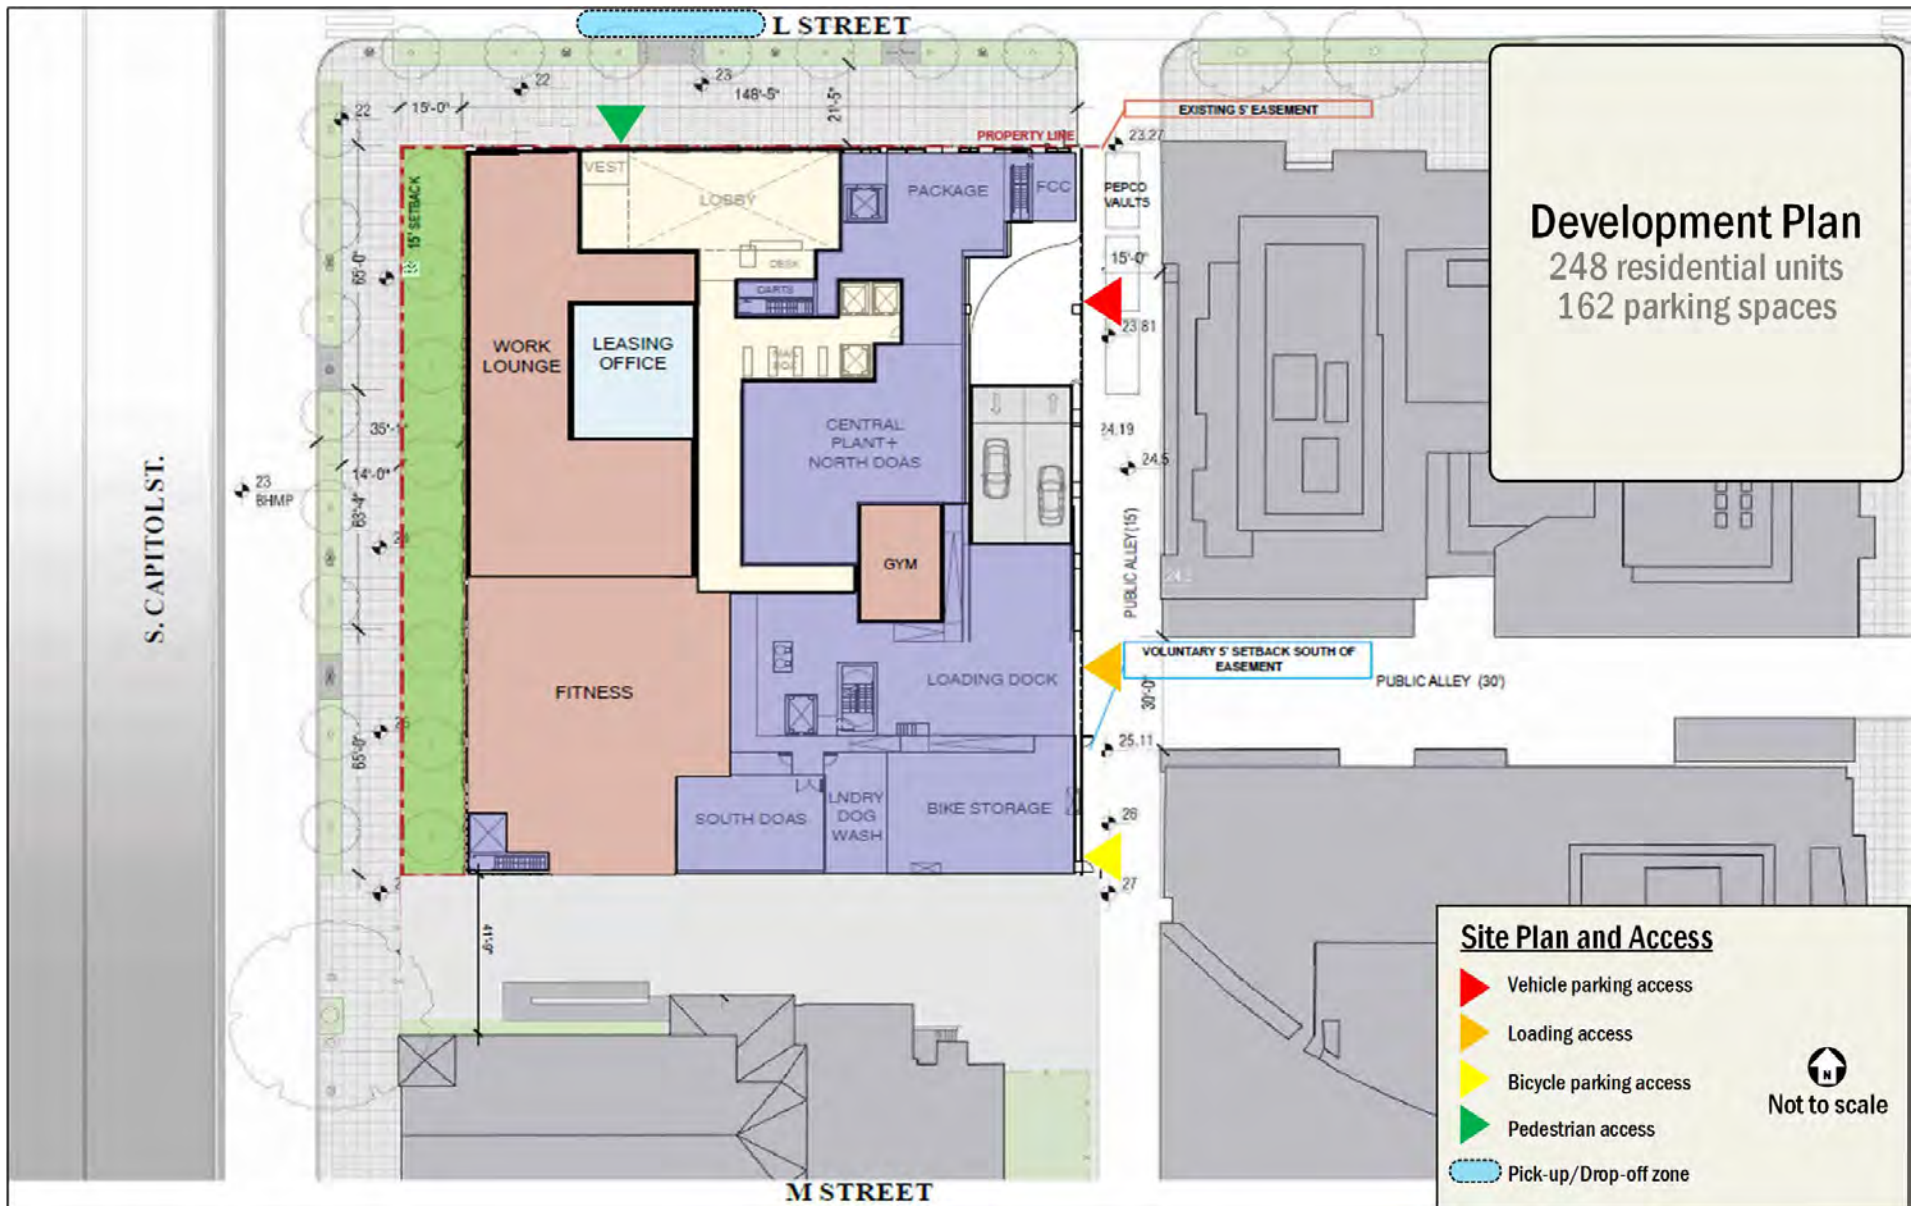 L STREET
22
23
148'-5"
21'-5"
15'-0"
22
EXISTING 5' EASEMENT
PROPERTY LINE
23.27
Development Plan
248 residential units
162 parking spaces
15' SETBACK
VEST
LOBBY
PACKAGE
FCC
PEPCO
VAULTS
15'-0"
DESK
DARTS
65'-0"
23.81
WORK
LOUNGE
LEASING
OFFICE
MAIL
BOX
CENTRAL
PLANT+
NORTH DOAS
24.19
24.5
35'-1"
14'-0"
63'-4"
23
BHMP
S. CAPITOL ST.
PUBLIC ALLEY (15')
GYM
VOLUNTARY 5' SETBACK SOUTH OF
EASEMENT
PUBLIC ALLEY (30')
30'-0"
FITNESS
LOADING DOCK
25.11
65'-0"
SOUTH DOAS
LNDRY
DOG
WASH
BIKE STORAGE
26
27
41'-9"
Site Plan and Access
Vehicle parking access
Loading access
Bicycle parking access
Pedestrian access
Pick-up/Drop-off zone
N
Not to scale
M STREET